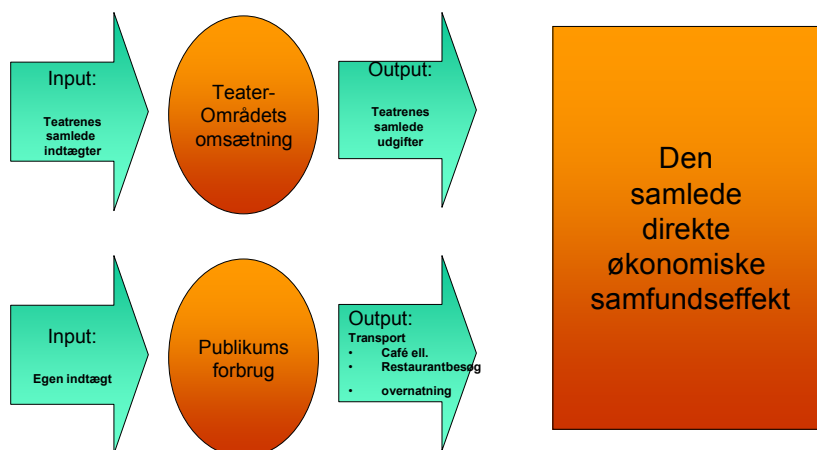 Input:
Teatrenes
samlede
indtægter
Teater-
Områdets
omsætning
Output:
Teatrenes
samlede
udgifter
Input:
Egen indtægt
Publikums
forbrug
Output:
Transport
• Café ell.
• Restaurantbesøg
• overnatning
Den
samlede
direkte
økonomiske
samfundseffekt